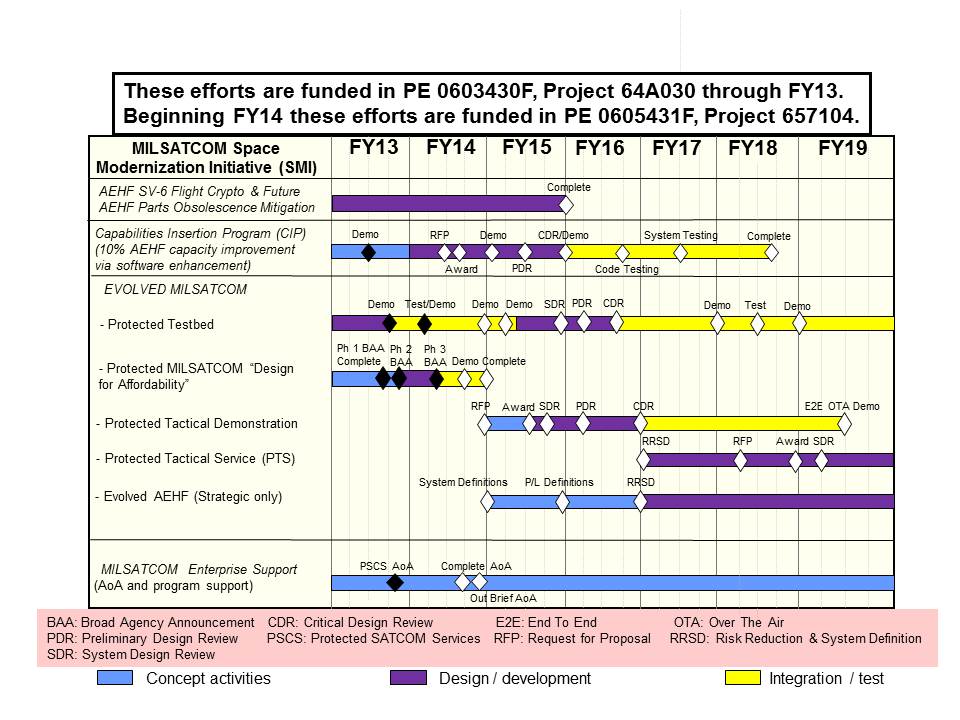 These efforts are funded in PE 0603430F, Project 64A030 through FY13.
Beginning FY14 these efforts are funded in PE 0605431F, Project 657104.
MILSATCOM Space
Modernization Initiative (SMI)
FY13 FY14 FY15 FY16 FY17 FY18 FY19
AEHF SV-6 Flight Crypto & Future
AEHF Parts Obsolescence Mitigation
Complete
Capabilities Insertion Program (CIP)
(10% AEHF capacity improvement
via software enhancement)
Demo RFP Demo CDR/Demo System Testing Complete
Award PDR Code Testing
EVOLVED MILSATCOM
- Protected Testbed
Demo Test/Demo Demo Demo SDR PDR CDR Demo Test Demo
- Protected MILSATCOM “Design
for Affordability”
Ph 1 BAA Ph 2 Ph 3
Complete BAA BAA Demo Complete
- Protected Tactical Demonstration
RFP Award SDR PDR CDR E2E OTA Demo
- Protected Tactical Service (PTS)
RRSD RFP Award SDR
- Evolved AEHF (Strategic only)
System Definitions P/L Definitions RRSD
MILSATCOM Enterprise Support
(AoA and program support)
PSCS AoA Complete AoA
Out Brief AoA
BAA: Broad Agency Announcement CDR: Critical Design Review E2E: End To End OTA: Over The Air
PDR: Preliminary Design Review PSCS: Protected SATCOM Services RFP: Request for Proposal RRSD: Risk Reduction & System Definition
SDR: System Design Review
Concept activities Design / development Integration / test